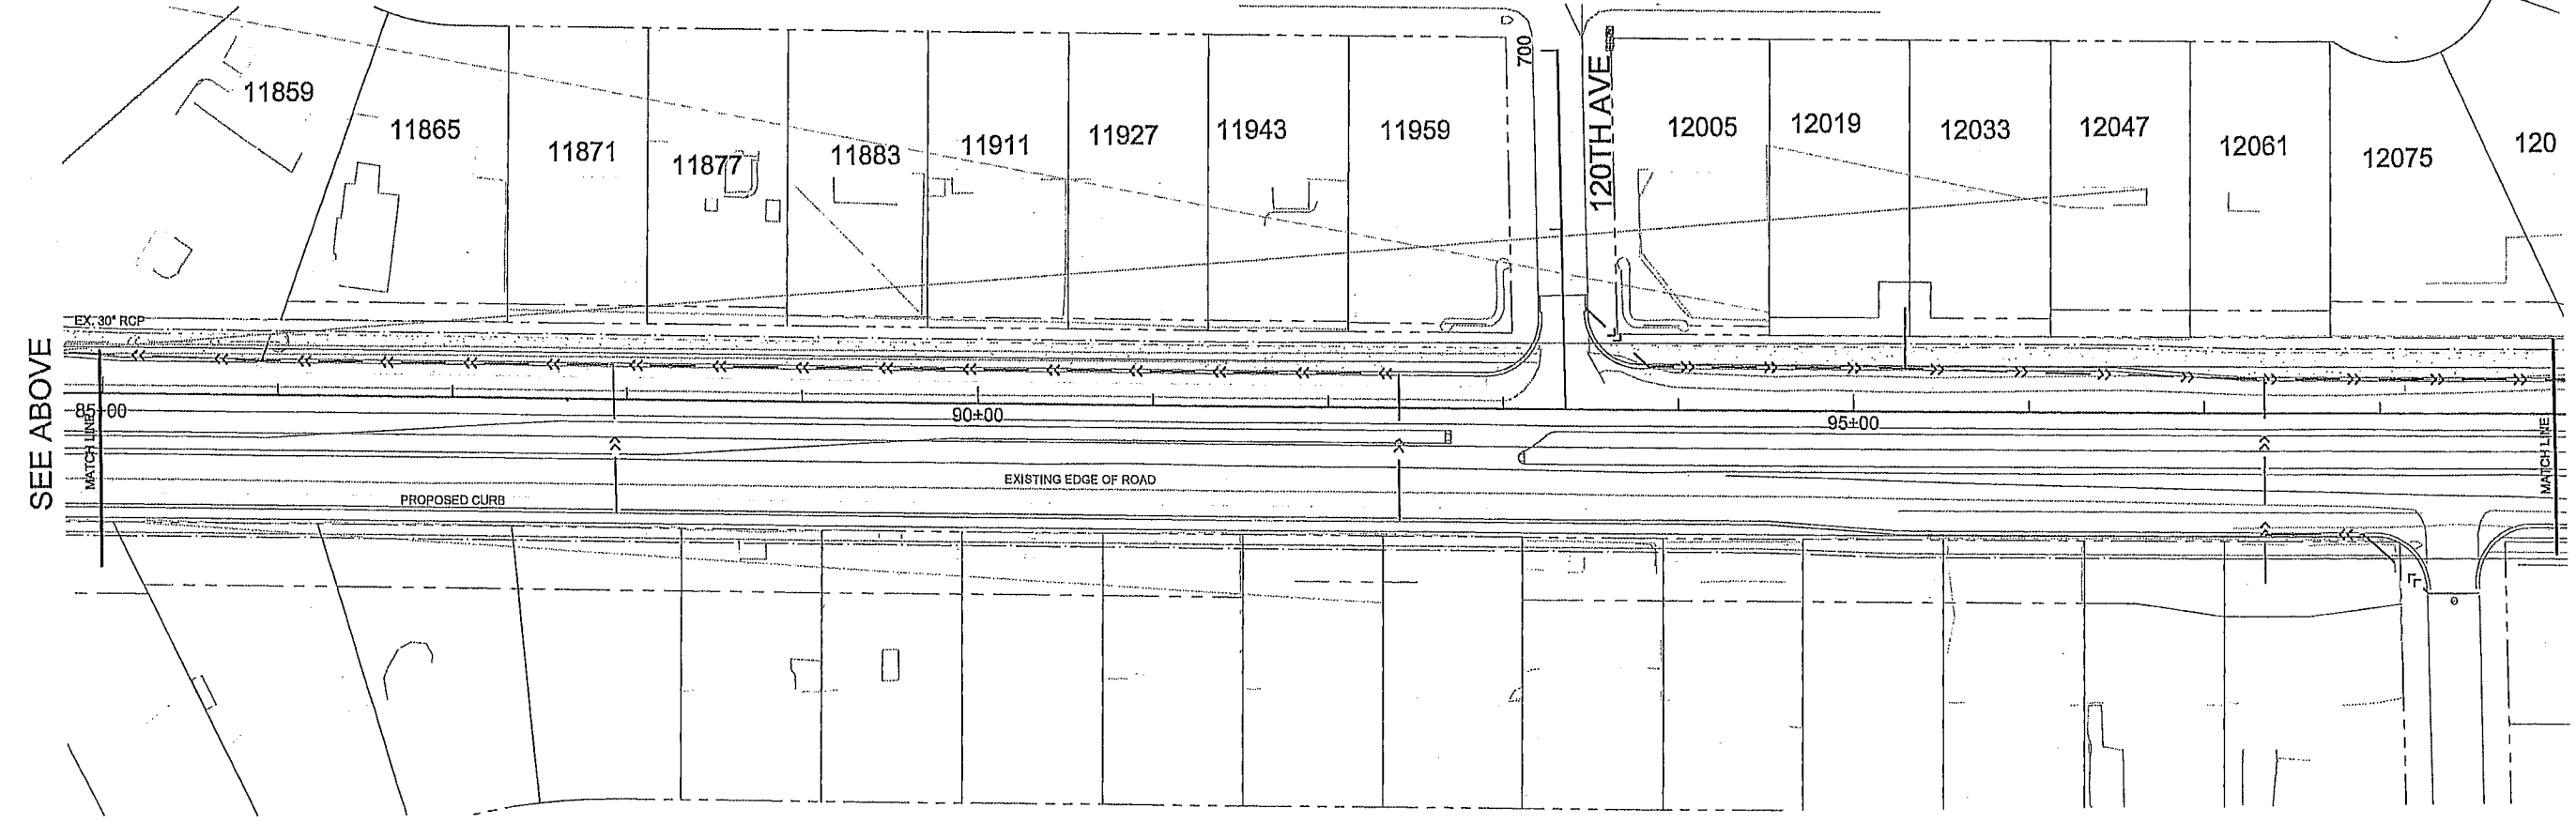 11859
11865
11871
11877
11883
11911
11927
11943
11959
700
120TH AVE
12005
12019
12033
12047
12061
12075
120
EX. 30" RCP
SEE ABOVE
MATCH LINE
85+00
90+00
95+00
MATCH LINE
EXISTING EDGE OF ROAD
PROPOSED CURB